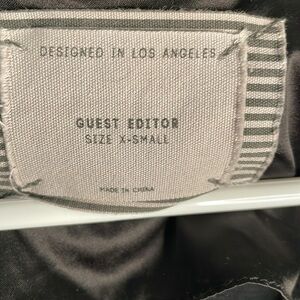 DESIGNED IN LOS ANGELES
GUEST EDITOR
SIZE X-SMALL
MADE IN CHINA